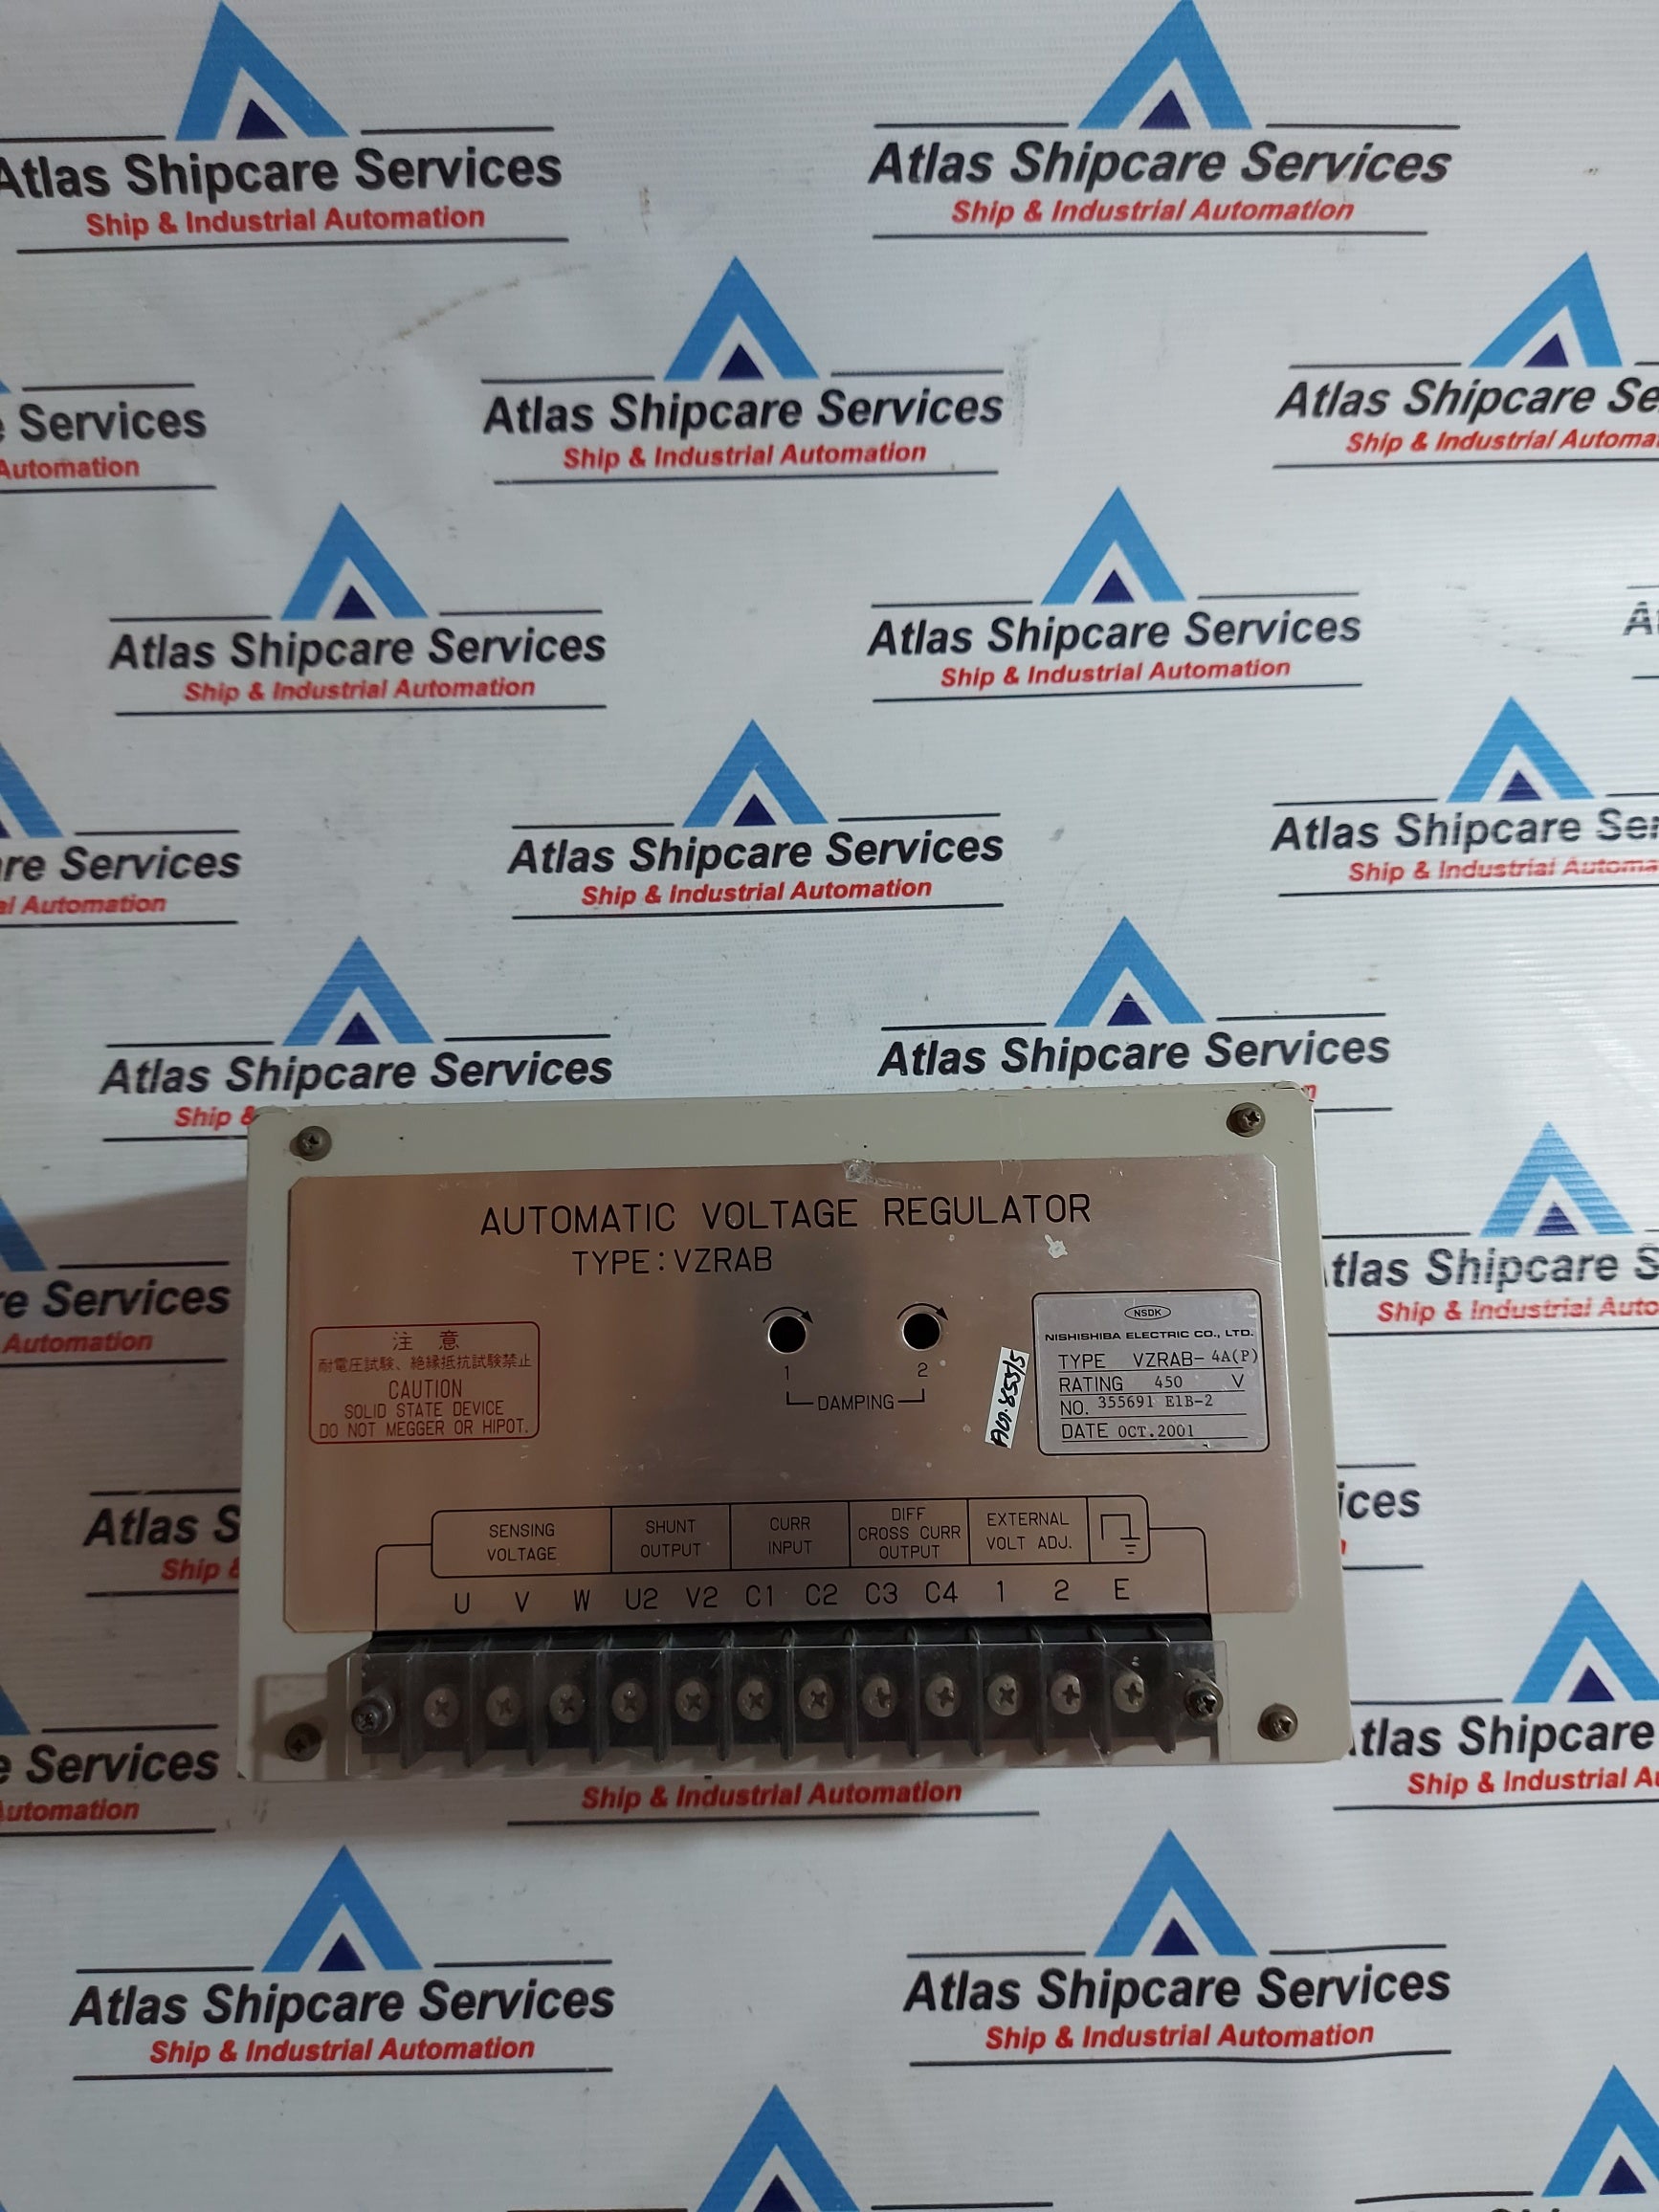 Atlas Shipcare Services
Ship & Industrial Automation
Atlas Shipcare Services
Ship & Industrial Automation
Services
Automation
Atlas Shipcare Services
Ship & Industrial Automation
Atlas Shipcare Se
Ship & Industrial Automa
Atlas Shipcare Services
Ship & Industrial Automation
Atlas Shipcare Services
Ship & Industrial Automation
re Services
al Automation
Atlas Shipcare Services
Ship & Industrial Automation
Atlas Shipcare Ser
Ship & Industrial Automa
Atlas Shipcare Services
Ship &
Atlas Shipcare Services
AUTOMATIC VOLTAGE REGULATOR
TYPE : VZRAB
注 意
耐電圧試験、絶縁抵抗試験禁止
CAUTION
SOLID STATE DEVICE
DO NOT MEGGER OR HIPOT.
1 2
DAMPING
NSDK
NISHISHIBA ELECTRIC CO., LTD.
TYPE VZRAB-4A(P)
RATING 450 V
NO. 355691 E1B-2
DATE OCT.2001
SENSING VOLTAGE
SHUNT OUTPUT
CURR INPUT
DIFF CROSS CURR OUTPUT
EXTERNAL VOLT ADJ.
U V W U2 V2 C1 C2 C3 C4 1 2 E
e Services
Automation
tlas Shipcare S
Ship & Industrial Auto
Atlas S
Ship &
ices
e Services
utomation
Ship & Industrial Automation
tlas Shipcare
Ship & Industrial Au
Atlas Shipcare Services
Ship & Industrial Automation
Atlas Shipcare Services
Ship & Industrial Automation